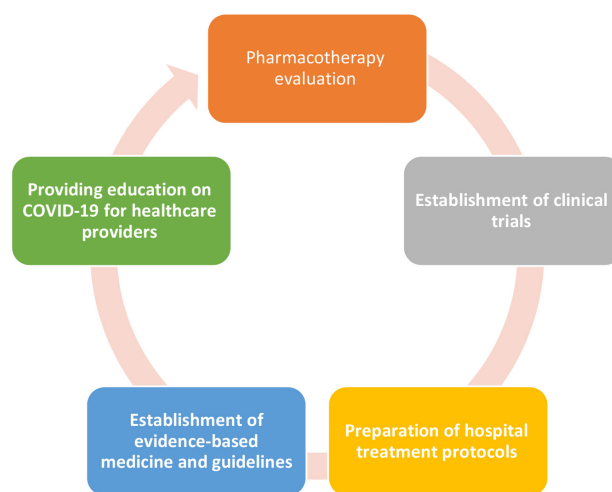 Pharmacotherapy
evaluation
Establishment of clinical
trials
Preparation of hospital
treatment protocols
Establishment of
evidence-based
medicine and guidelines
Providing education on
COVID-19 for healthcare
providers